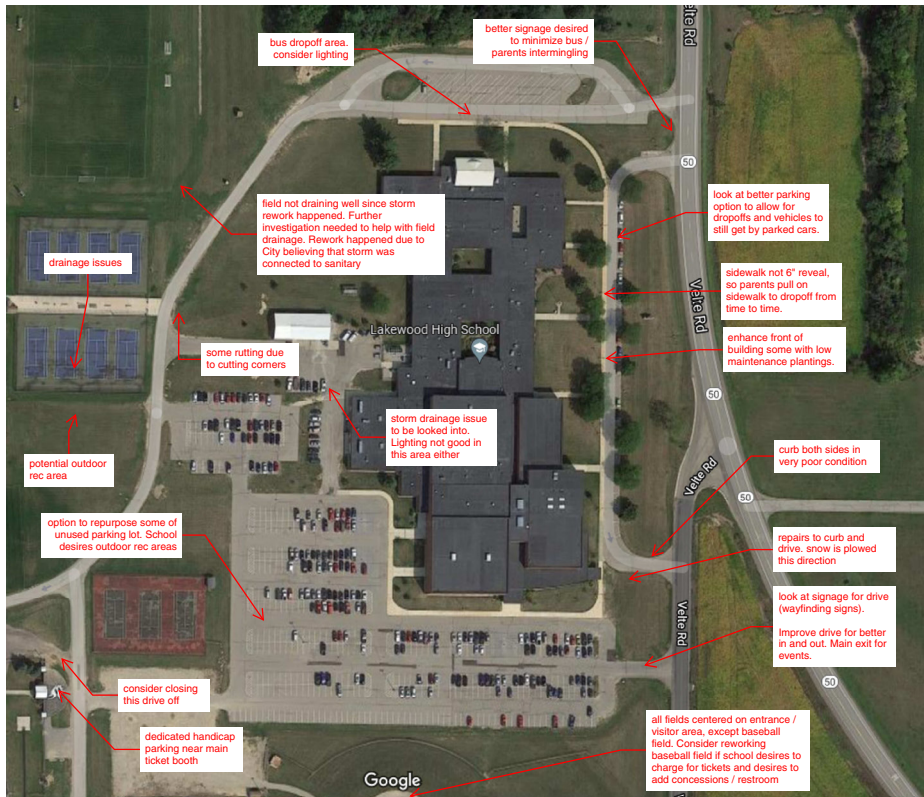 bus dropoff area.
consider lighting
better signage desired
to minimize bus /
parents intermingling
Velte Rd
50
field not draining well since
storm rework happened. Further
investigation needed to help with field
drainage. Rework happened due to
City believing that storm was
connected to sanitary
look at better parking
option to allow for
dropoffs and vehicles to
still get by parked cars.
drainage issues
sidewalk not 6" reveal,
so parents pull on
sidewalk to dropoff from
time to time.
Velte Rd
Lakewood High School
enhance front of
building some with low
maintenance plantings.
some rutting due
to cutting corners
50
storm drainage issue
to be looked into.
Lighting not good in
this area either
potential outdoor
rec area
curb both sides in
very poor condition
Velte Rd
50
option to repurpose some of
unused parking lot. School
desires outdoor rec areas
repairs to curb and
drive. snow is plowed
this direction
look at signage for drive
(wayfinding signs).
Improve drive for better
in and out. Main exit for
events.
Velte Rd
50
consider closing
this drive off
dedicated handicap
parking near main
ticket booth
all fields centered on entrance /
visitor area, except baseball
field. Consider reworking
baseball field if school desires to
charge for tickets and desires to
add concessions / restroom
Google